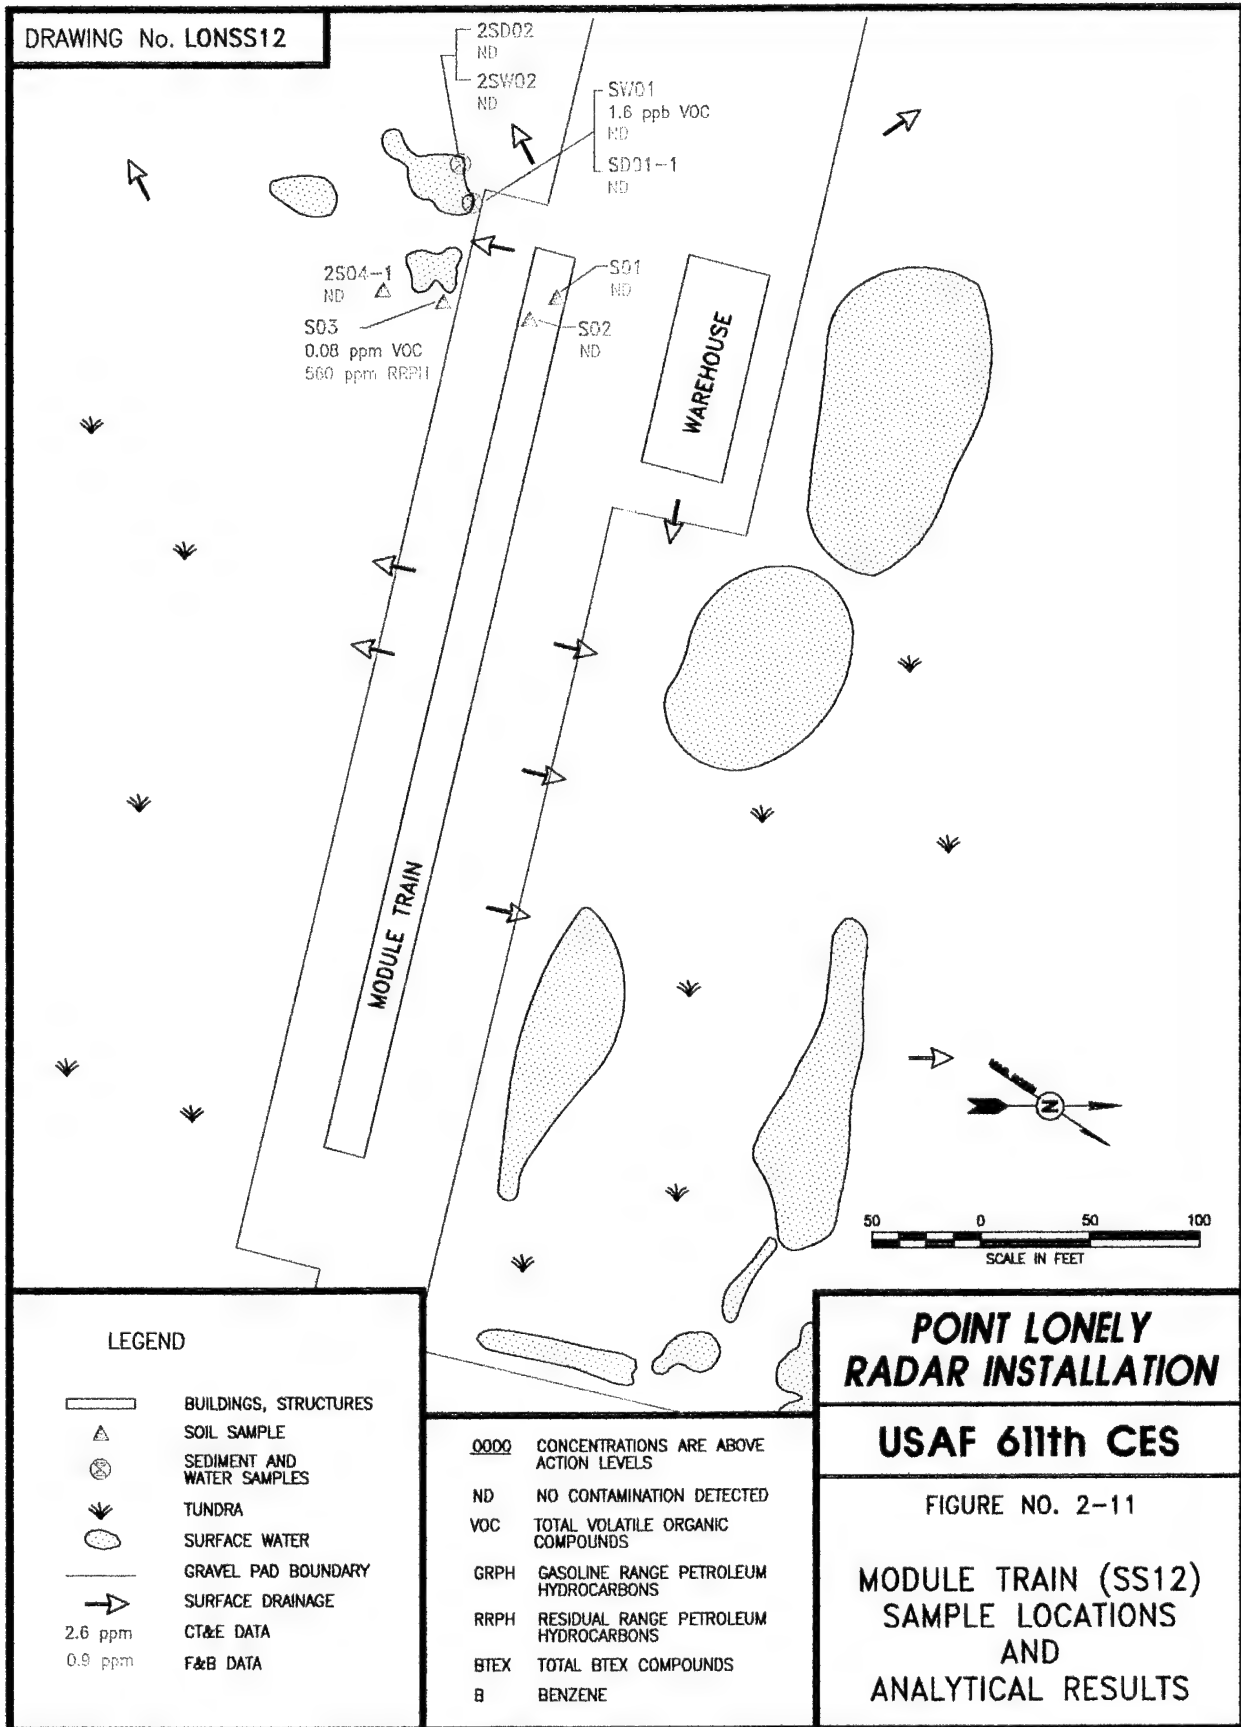 DRAWING No. LONSS12
2SD02
ND
2SW02
ND
SW01
1.6 ppb VOC
ND
SD01-1
ND
2S04-1
ND
S03
0.08 ppm VOC
560 ppm RRPH
S01
ND
S02
ND
WAREHOUSE
MODULE TRAIN
N
50 0 50 100
SCALE IN FEET
LEGEND
BUILDINGS, STRUCTURES
SOIL SAMPLE
SEDIMENT AND
WATER SAMPLES
TUNDRA
SURFACE WATER
GRAVEL PAD BOUNDARY
SURFACE DRAINAGE
2.6 ppm CT&E DATA
0.9 ppm F&B DATA
0000 CONCENTRATIONS ARE ABOVE
ACTION LEVELS
ND NO CONTAMINATION DETECTED
VOC TOTAL VOLATILE ORGANIC
COMPOUNDS
GRPH GASOLINE RANGE PETROLEUM
HYDROCARBONS
RRPH RESIDUAL RANGE PETROLEUM
HYDROCARBONS
BTEX TOTAL BTEX COMPOUNDS
B BENZENE
POINT LONELY
RADAR INSTALLATION
USAF 611th CES
FIGURE NO. 2-11
MODULE TRAIN (SS12)
SAMPLE LOCATIONS
AND
ANALYTICAL RESULTS